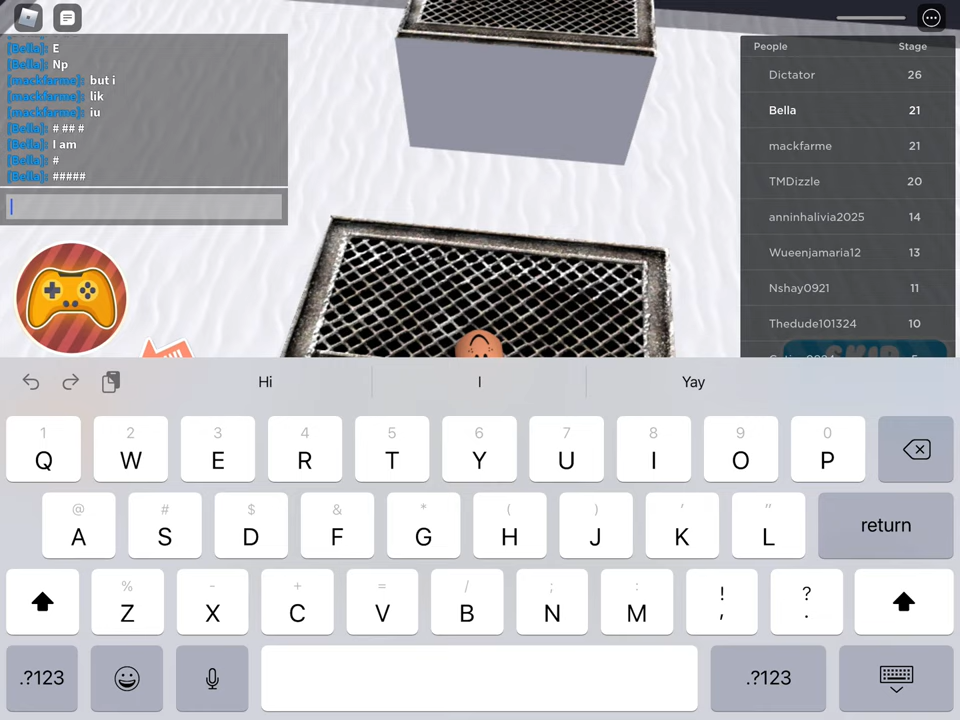 [Bella]: E
[Bella]: Np
[mackfarme]: but i
[mackfarme]: lik
[mackfarme]: iu
[Bella]: # ## #
[Bella]: I am
[Bella]: #
[Bella]: #####
People Stage
Dictator 26
Bella 21
mackfarme 21
TMDizzle 20
anninhalivia2025 14
Wueenjamaria12 13
Nshay0921 11
Thedude101324 10
SKIP
Hi I Yay
1 2 3 4 5 6 7 8 9 0
Q W E R T Y U I O P
@ # $ & * ( ) ' "
A S D F G H J K L return
% - + = / ; : ! ?
Z X C V B N M , .
.?123 .?123